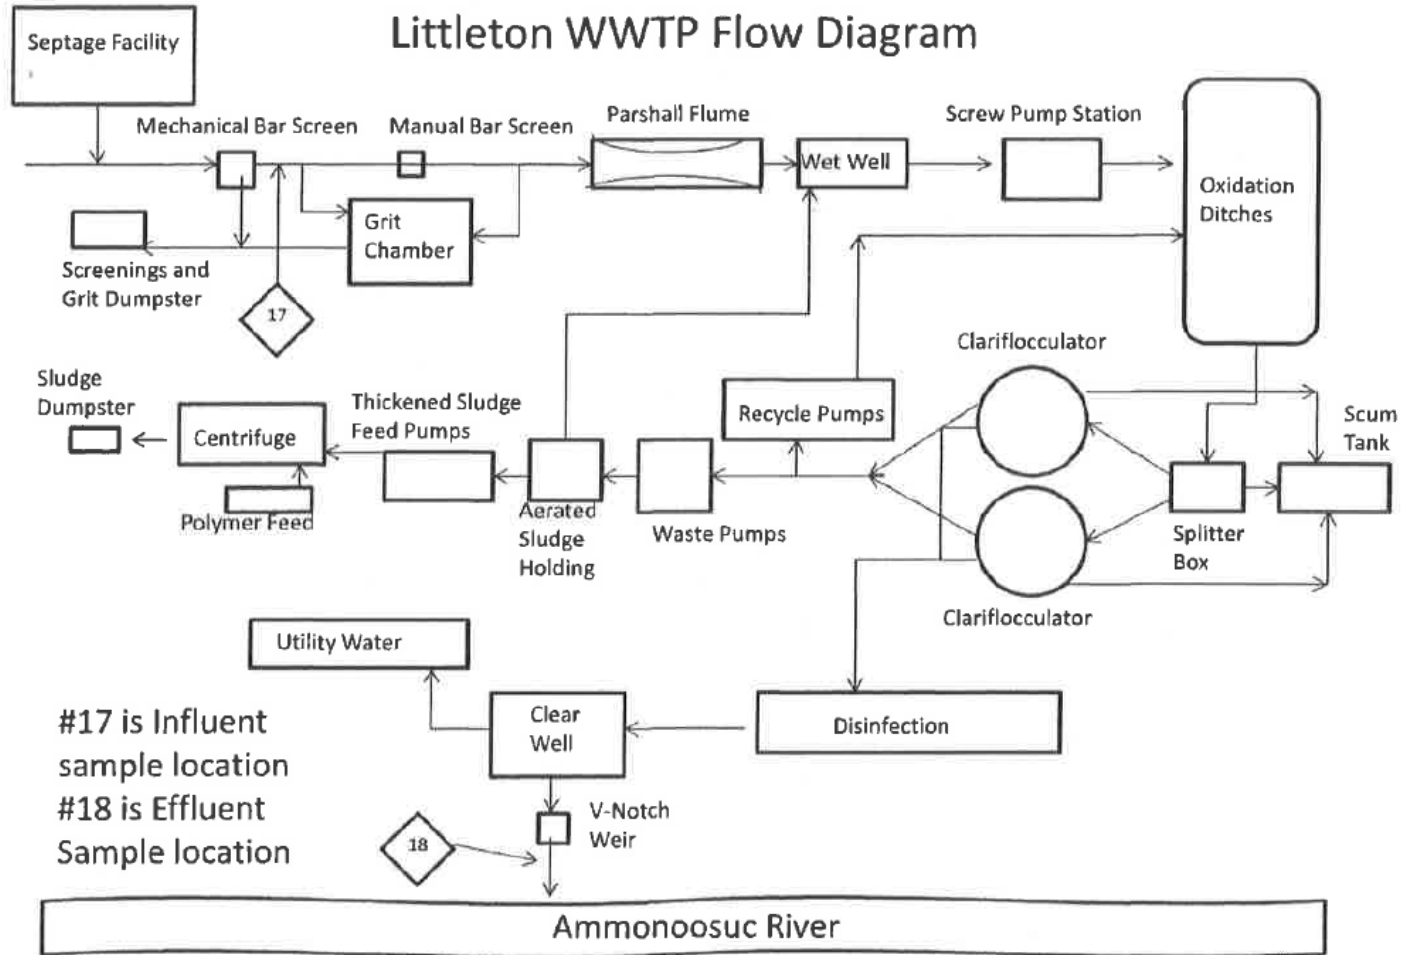 Littleton WWTP Flow Diagram
Septage Facility
Mechanical Bar Screen
Manual Bar Screen
Parshall Flume
Screw Pump Station
Wet Well
Oxidation
Ditches
Grit
Chamber
Screenings and
Grit Dumpster
17
Clariflocculator
Sludge
Dumpster
Centrifuge
Thickened Sludge
Feed Pumps
Recycle Pumps
Scum
Tank
Polymer Feed
Aerated
Sludge
Holding
Waste Pumps
Splitter
Box
Clariflocculator
Utility Water
Clear
Well
Disinfection
#17 is Influent
sample location
#18 is Effluent
Sample location
V-Notch
Weir
18
Ammonoosuc River